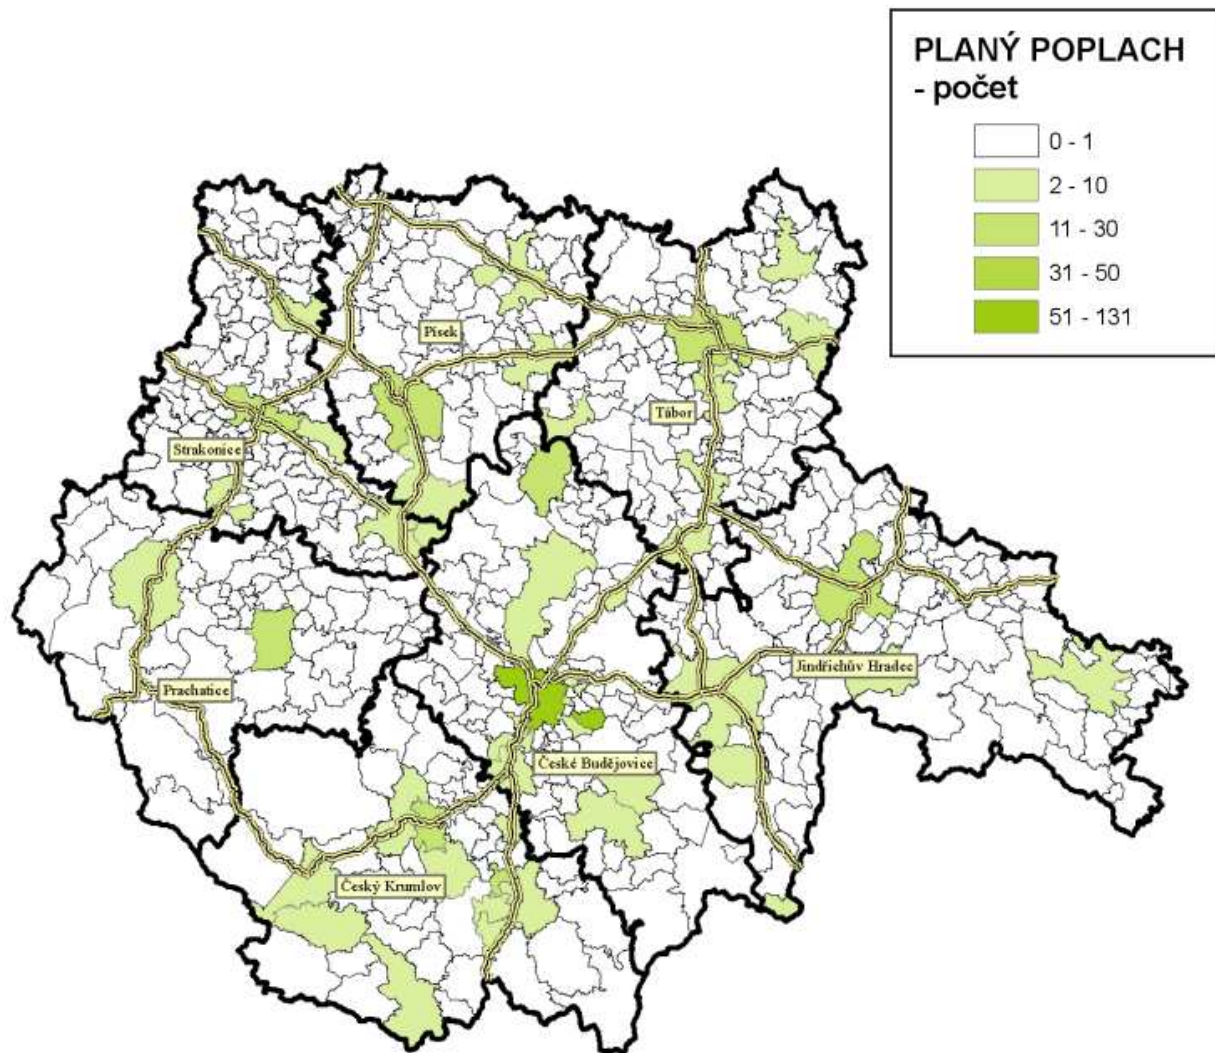 PLANÝ POPLACH
- počet
0 - 1
2 - 10
11 - 30
31 - 50
51 - 131
Písek
Tábor
Strakonice
Jindřichův Hradec
Prachatice
České Budějovice
Český Krumlov